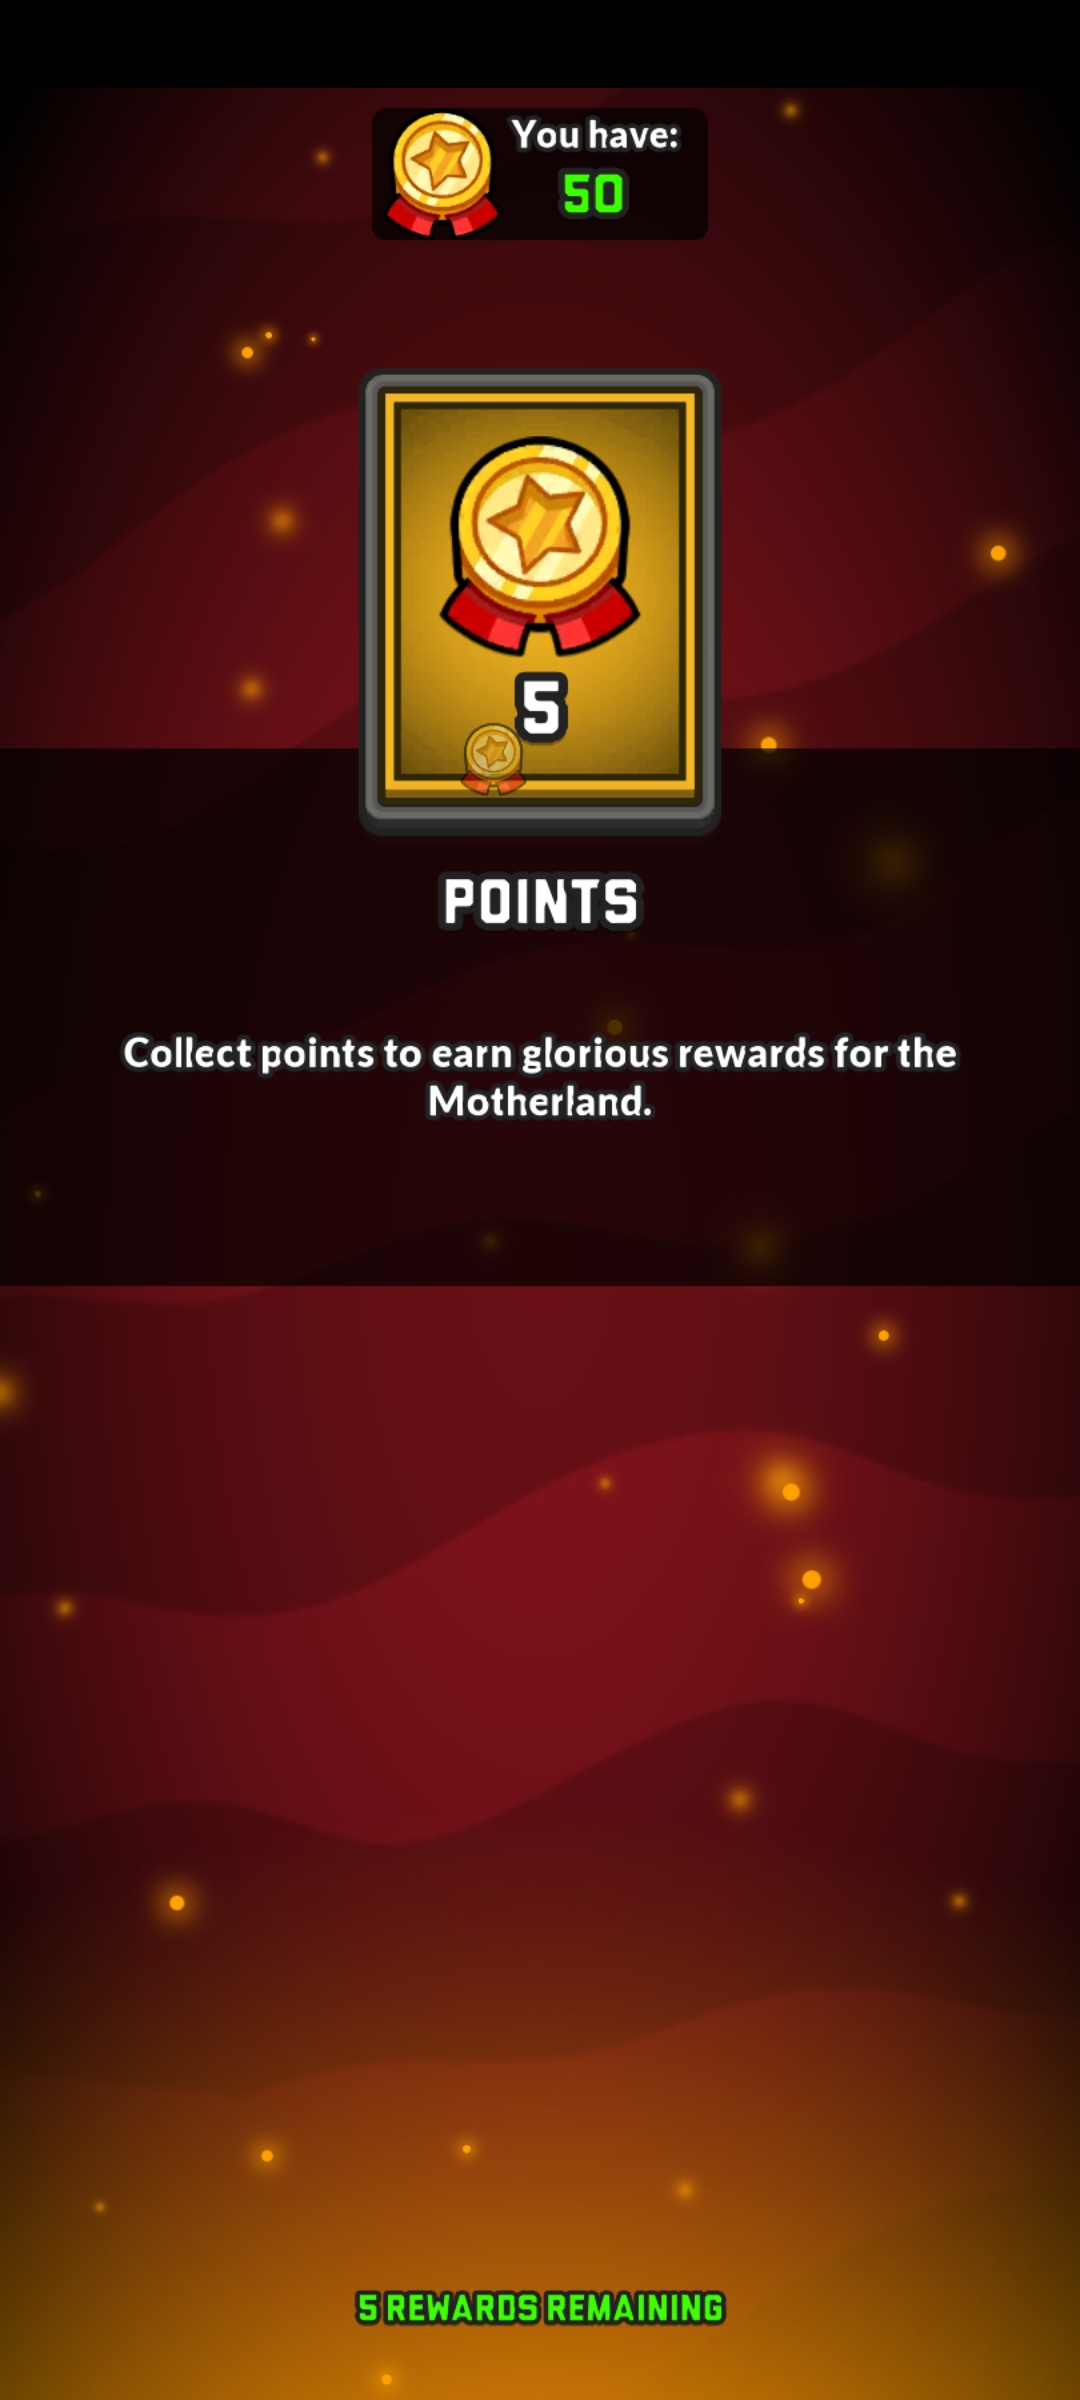 You have:
50
5
POINTS
Collect points to earn glorious rewards for the
Motherland.
5 REWARDS REMAINING